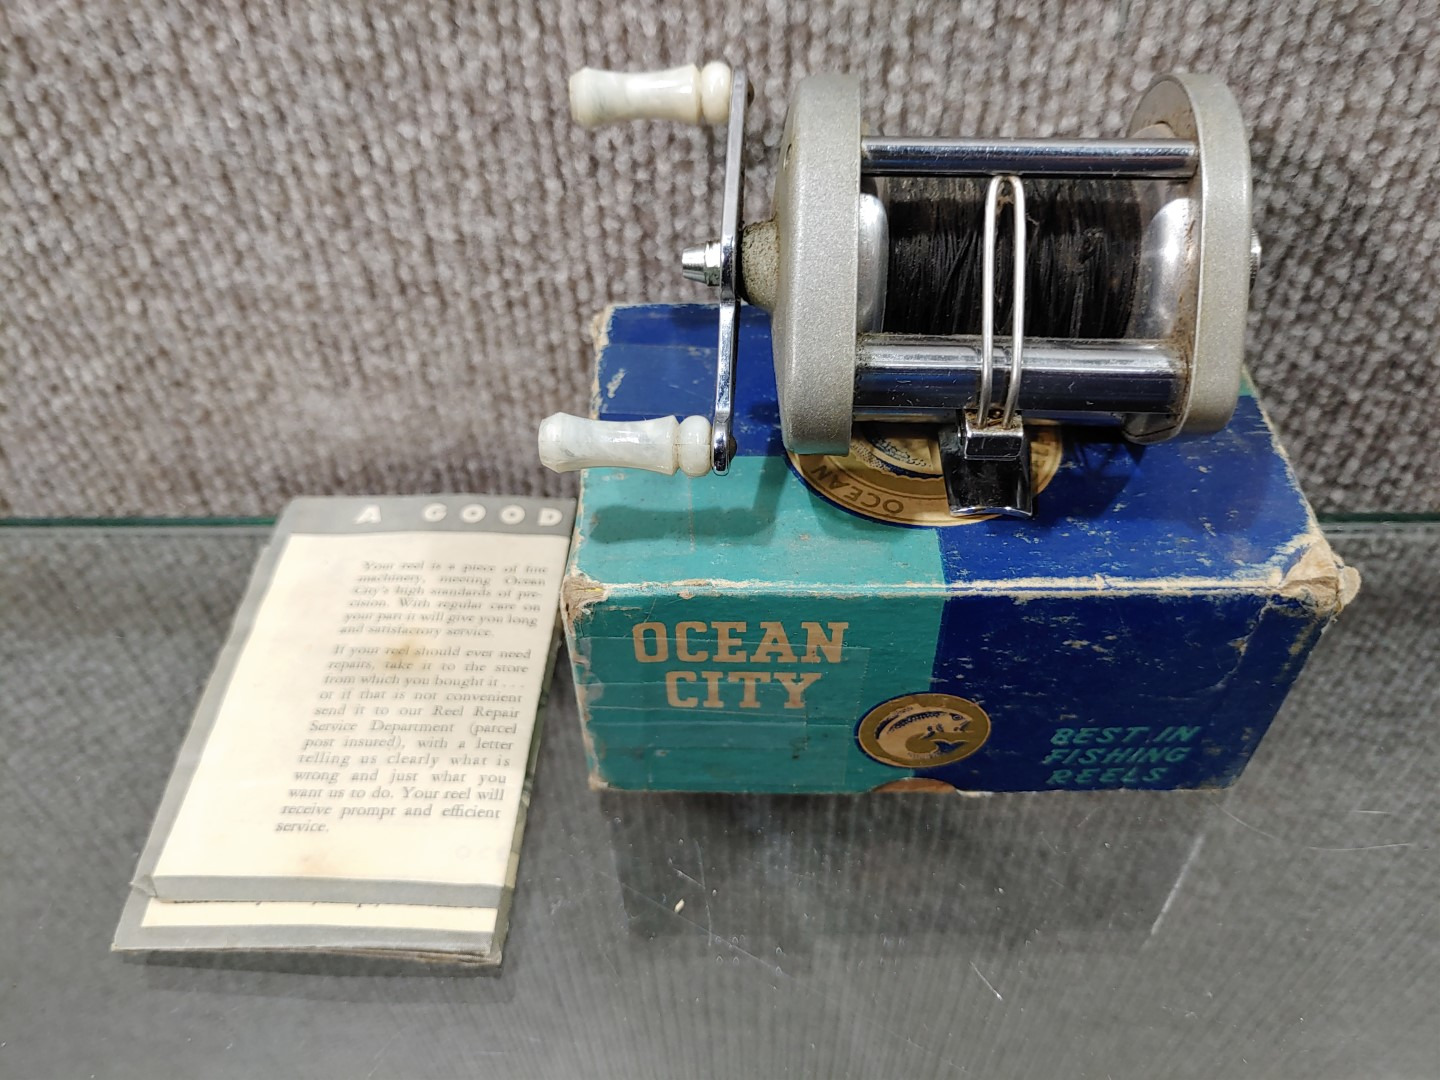 A GOOD
Your reel is a piece of fine
machinery, meeting Ocean
City's high standards of pre-
cision. With regular care on
your part it will give you long
and satisfactory service.
If your reel should ever need
repairs, take it to the store
from which you bought it . . .
or if that is not convenient
send it to our Reel Repair
Service Department (parcel
post insured), with a letter
telling us clearly what is
wrong and just what you
want us to do. Your reel will
receive prompt and efficient
service.
OCEAN
OCEAN
CITY
BEST IN
FISHING
REELS